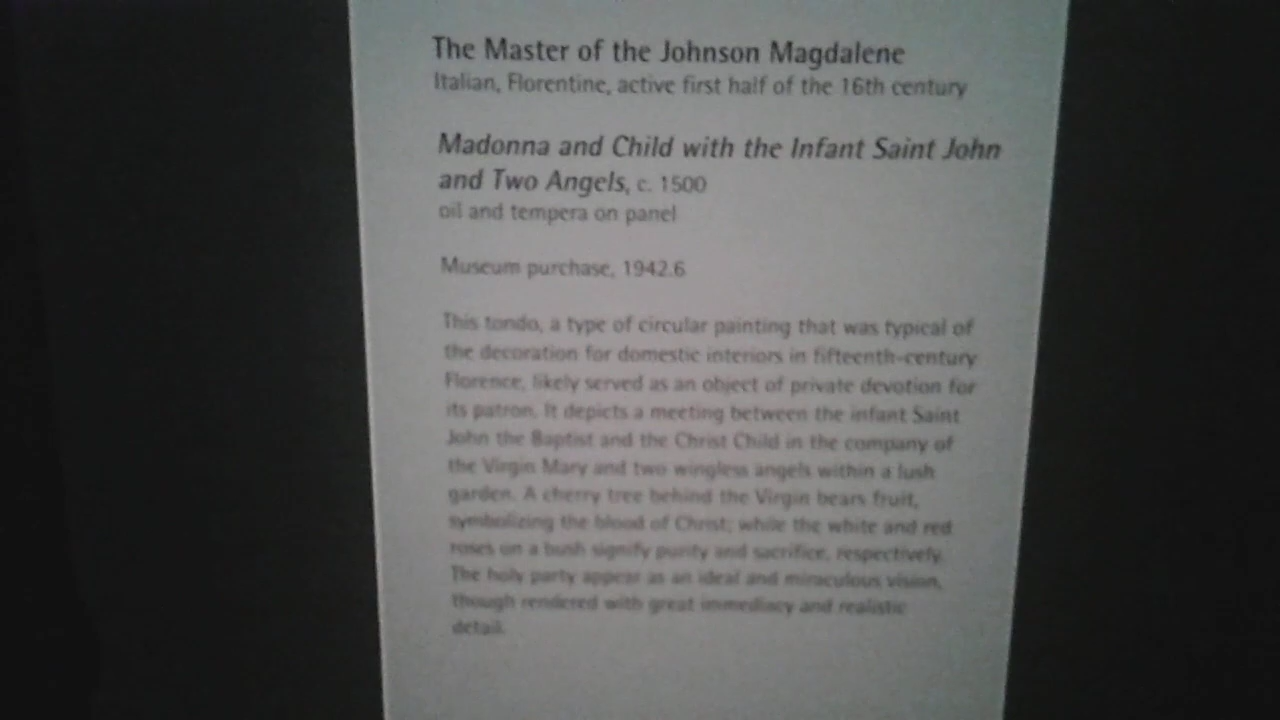 The Master of the Johnson Magdalene
Italian, Florentine, active first half of the 16th century
Madonna and Child with the Infant Saint John
and Two Angels, c. 1500
oil and tempera on panel
Museum purchase, 1942.6
This tondo, a type of circular painting that was typical of
the decoration for domestic interiors in fifteenth-century
Florence, likely served as an object of private devotion for
its patron. It depicts a meeting between the infant Saint
John the Baptist and the Christ Child in the company of
the Virgin Mary and two wingless angels within a lush
garden. A cherry tree behind the Virgin bears fruit,
symbolizing the blood of Christ; while the white and red
roses on a bush signify purity and sacrifice, respectively.
The holy party appear as an ideal and miraculous vision,
though rendered with great immediacy and realistic
detail.